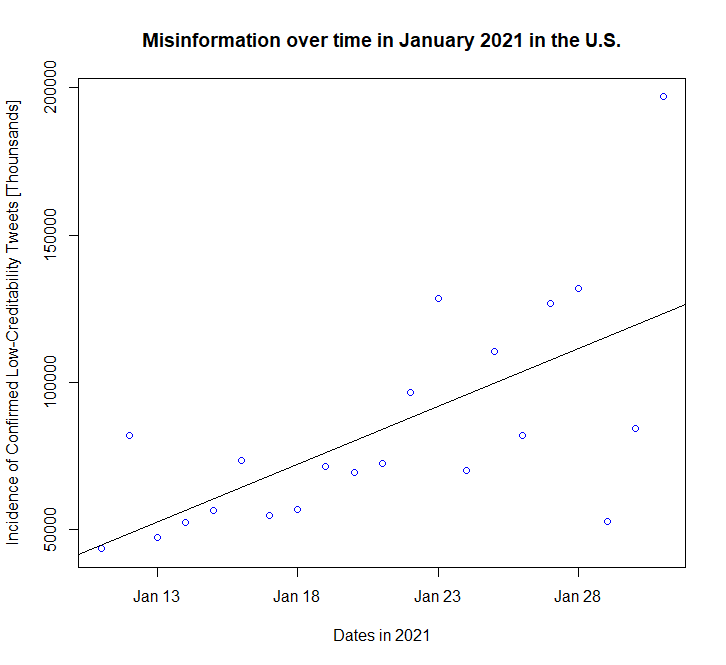 Misinformation over time in January 2021 in the U.S.
Incidence of Confirmed Low-Creditability Tweets [Thounsands]
200000
150000
100000
50000
Jan 13
Jan 18
Jan 23
Jan 28
Dates in 2021